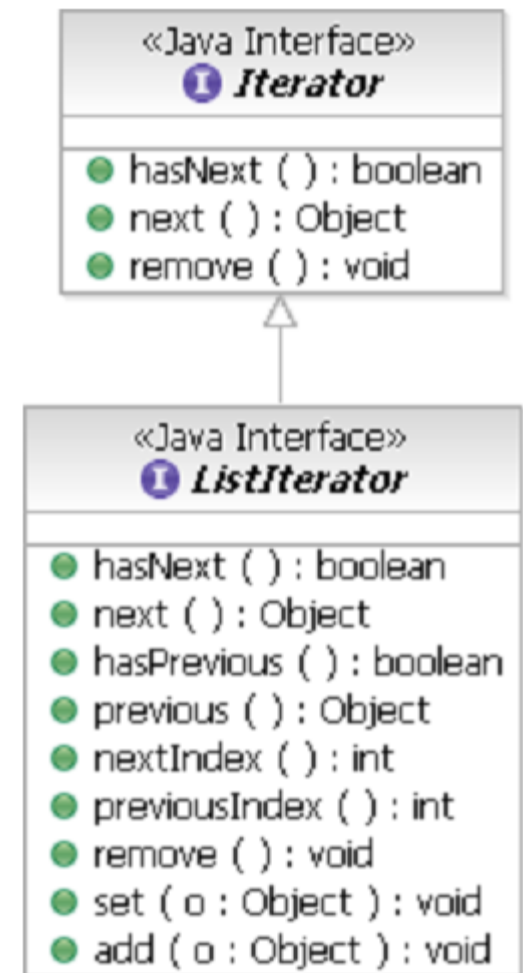 «Java Interface»
I Iterator
hasNext ( ) : boolean
next ( ) : Object
remove ( ) : void
«Java Interface»
I ListIterator
hasNext ( ) : boolean
next ( ) : Object
hasPrevious ( ) : boolean
previous ( ) : Object
nextIndex ( ) : int
previousIndex ( ) : int
remove ( ) : void
set ( o : Object ) : void
add ( o : Object ) : void